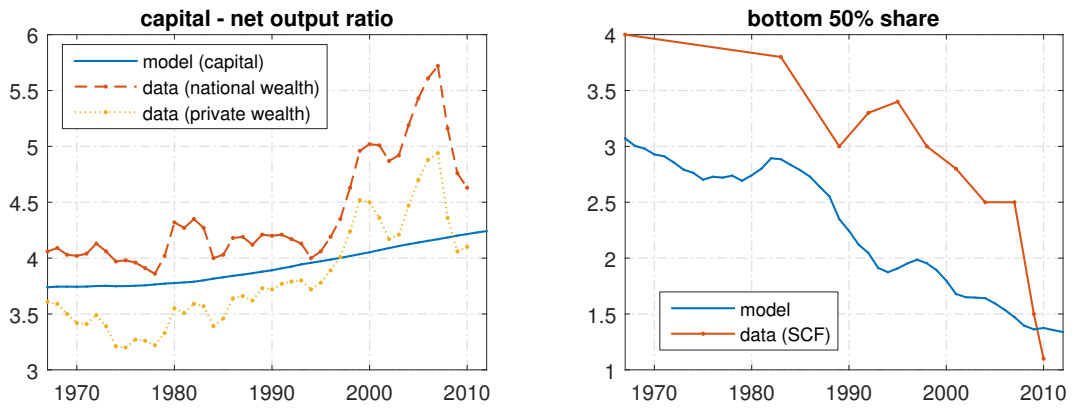 capital - net output ratio
6
5.5
5
4.5
4
3.5
3
model (capital)
data (national wealth)
data (private wealth)
1970 1980 1990 2000 2010
bottom 50% share
4
3.5
3
2.5
2
1.5
1
model
data (SCF)
1970 1980 1990 2000 2010